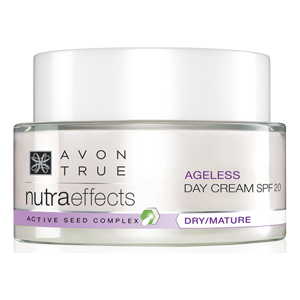 AVON
TRUE
nutraeffects
ACTIVE SEED COMPLEX
AGELESS
DAY CREAM SPF 20
DRY/MATURE